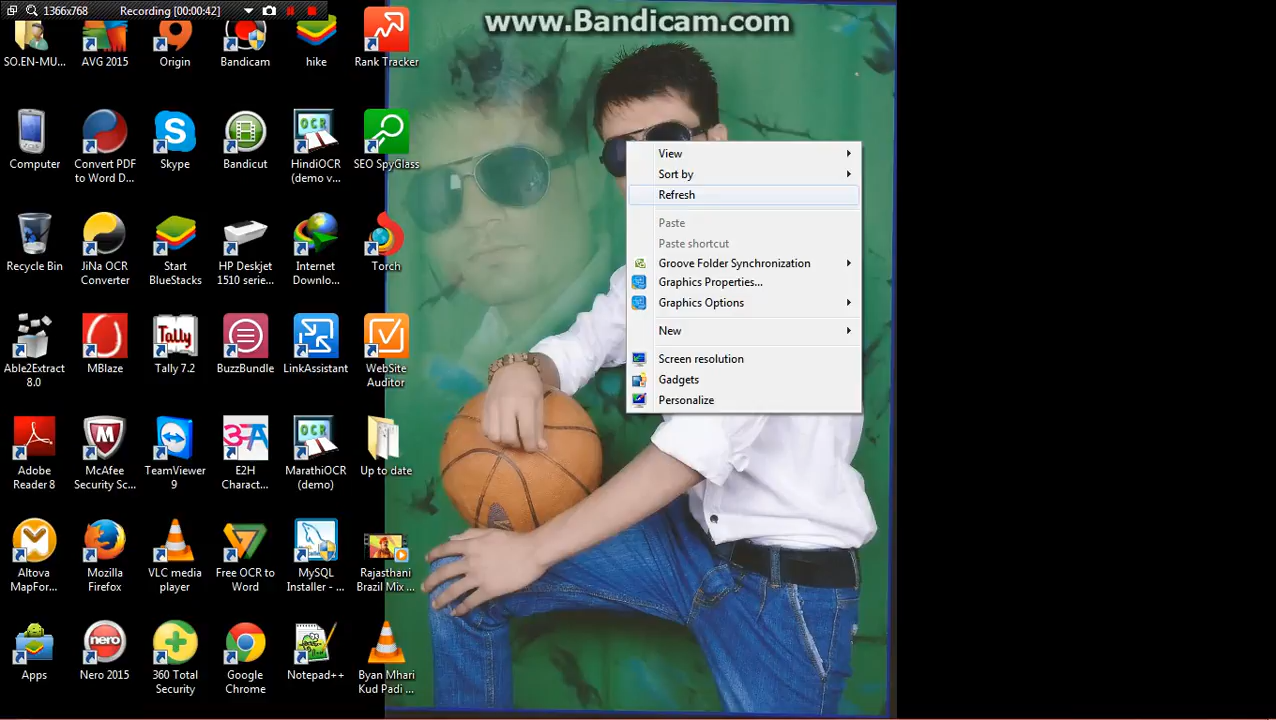 1366x768
Recording [00:00:42]
www.Bandicam.com
SO.EN-MU...
AVG 2015
Origin
Bandicam
hike
Rank Tracker
Computer
Convert PDF
to Word D...
Skype
Bandicut
OCR
HindiOCR
(demo v...
SEO SpyGlass
Recycle Bin
JiNa OCR
Converter
Start
BlueStacks
HP Deskjet
1510 serie...
Internet
Downlo...
Torch
Able2Extract
8.0
MBlaze
Tally
Tally 7.2
BuzzBundle
LinkAssistant
WebSite
Auditor
Adobe
Reader 8
McAfee
Security Sc...
TeamViewer
9
E2H
Charact...
OCR
MarathiOCR
(demo)
Up to date
Altova
MapFor...
Mozilla
Firefox
VLC media
player
Free OCR to
Word
MySQL
Installer - ...
Rajasthani
Brazil Mix ...
Apps
nero
Nero 2015
360 Total
Security
Google
Chrome
Notepad++
Byan Mhari
Kud Padi ...
View
Sort by
Refresh
Paste
Paste shortcut
Groove Folder Synchronization
Graphics Properties...
Graphics Options
New
Screen resolution
Gadgets
Personalize